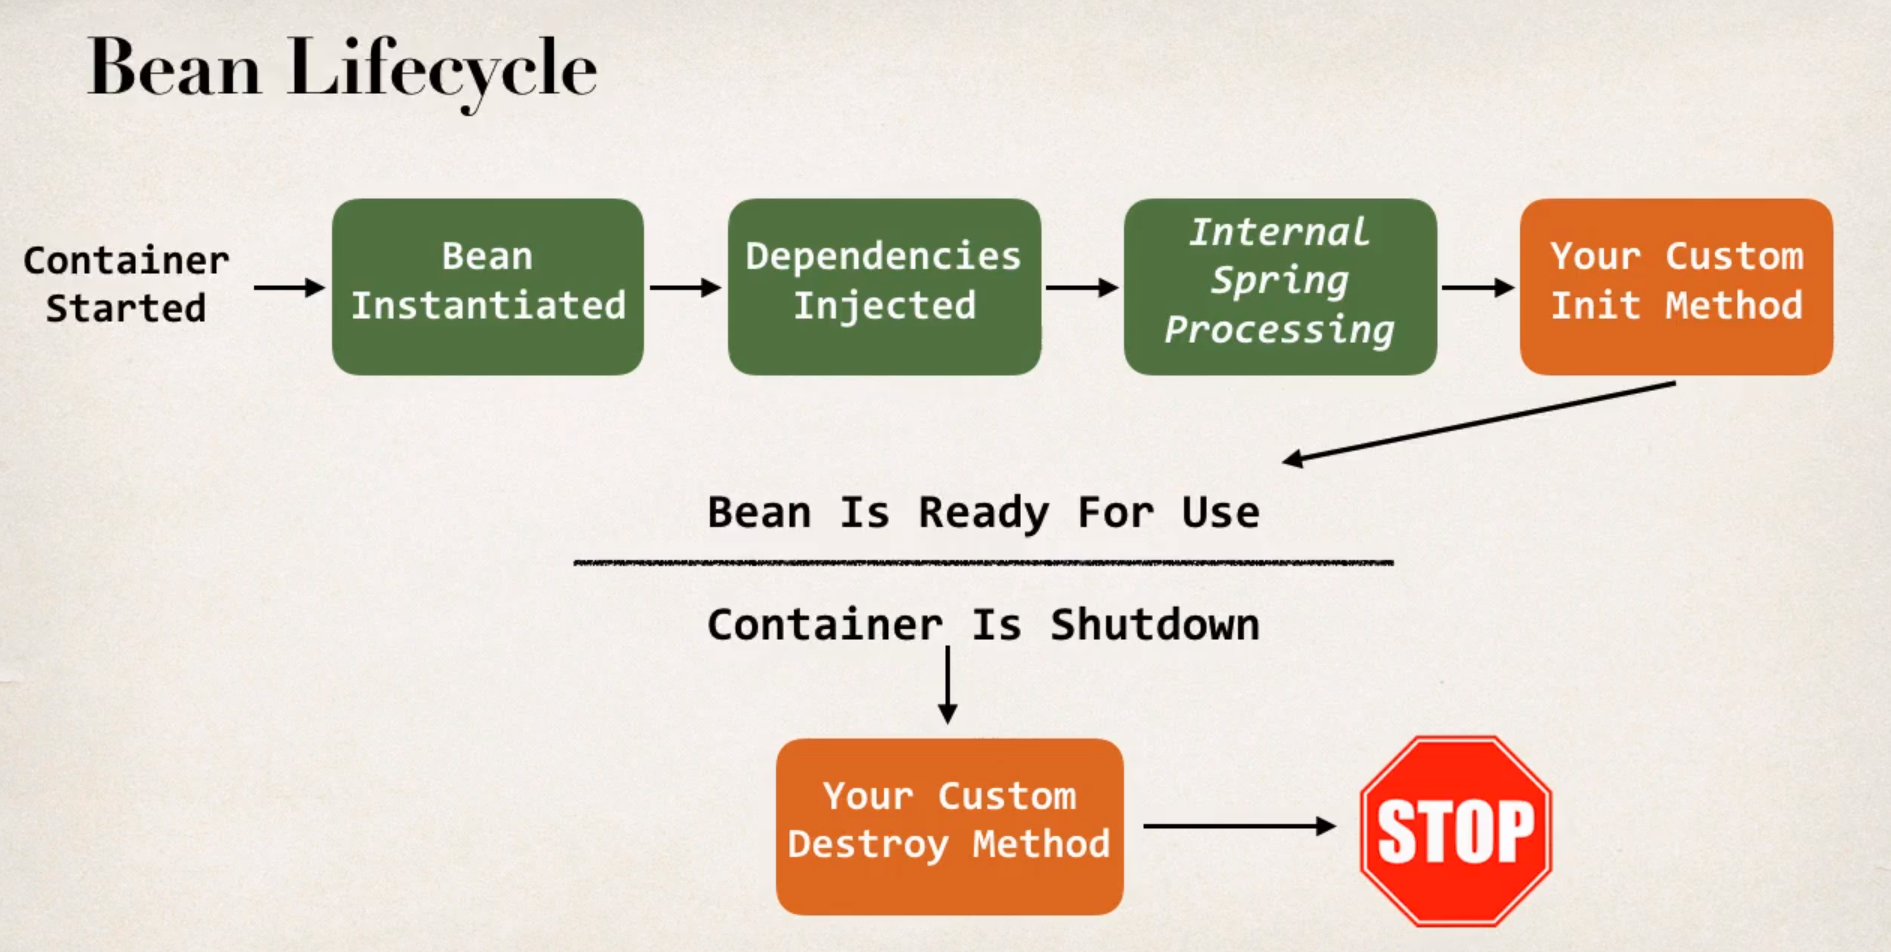 Bean Lifecycle
Container
Started
Bean
Instantiated
Dependencies
Injected
Internal
Spring
Processing
Your Custom
Init Method
Bean Is Ready For Use
Container Is Shutdown
Your Custom
Destroy Method
STOP